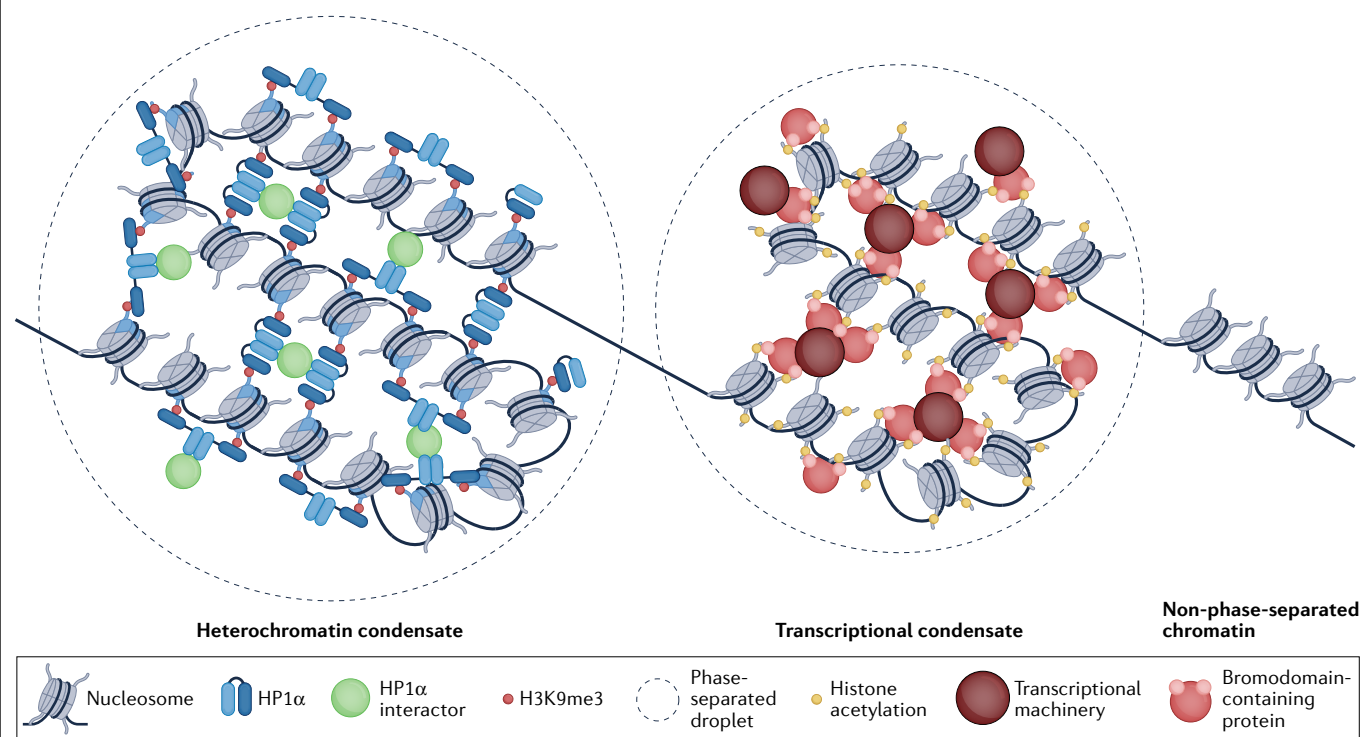 Heterochromatin condensate
Transcriptional condensate
Non-phase-separated
chromatin
Nucleosome
HP1α
HP1α
interactor
H3K9me3
Phase-
separated
droplet
Histone
acetylation
Transcriptional
machinery
Bromodomain-
containing
protein